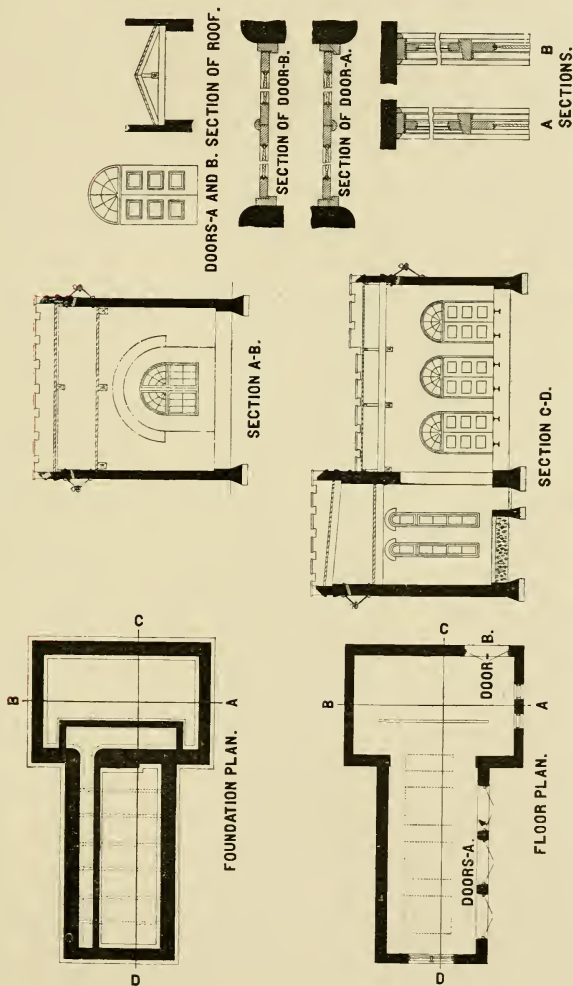 DOORS-A AND B. SECTION OF ROOF.
SECTION OF DOOR-B.
SECTION OF DOOR-A.
A B
SECTIONS.
SECTION A-B.
SECTION C-D.
B
C
D
A
FOUNDATION PLAN.
B
C
DOOR-B.
D
DOORS-A.
A
FLOOR PLAN.